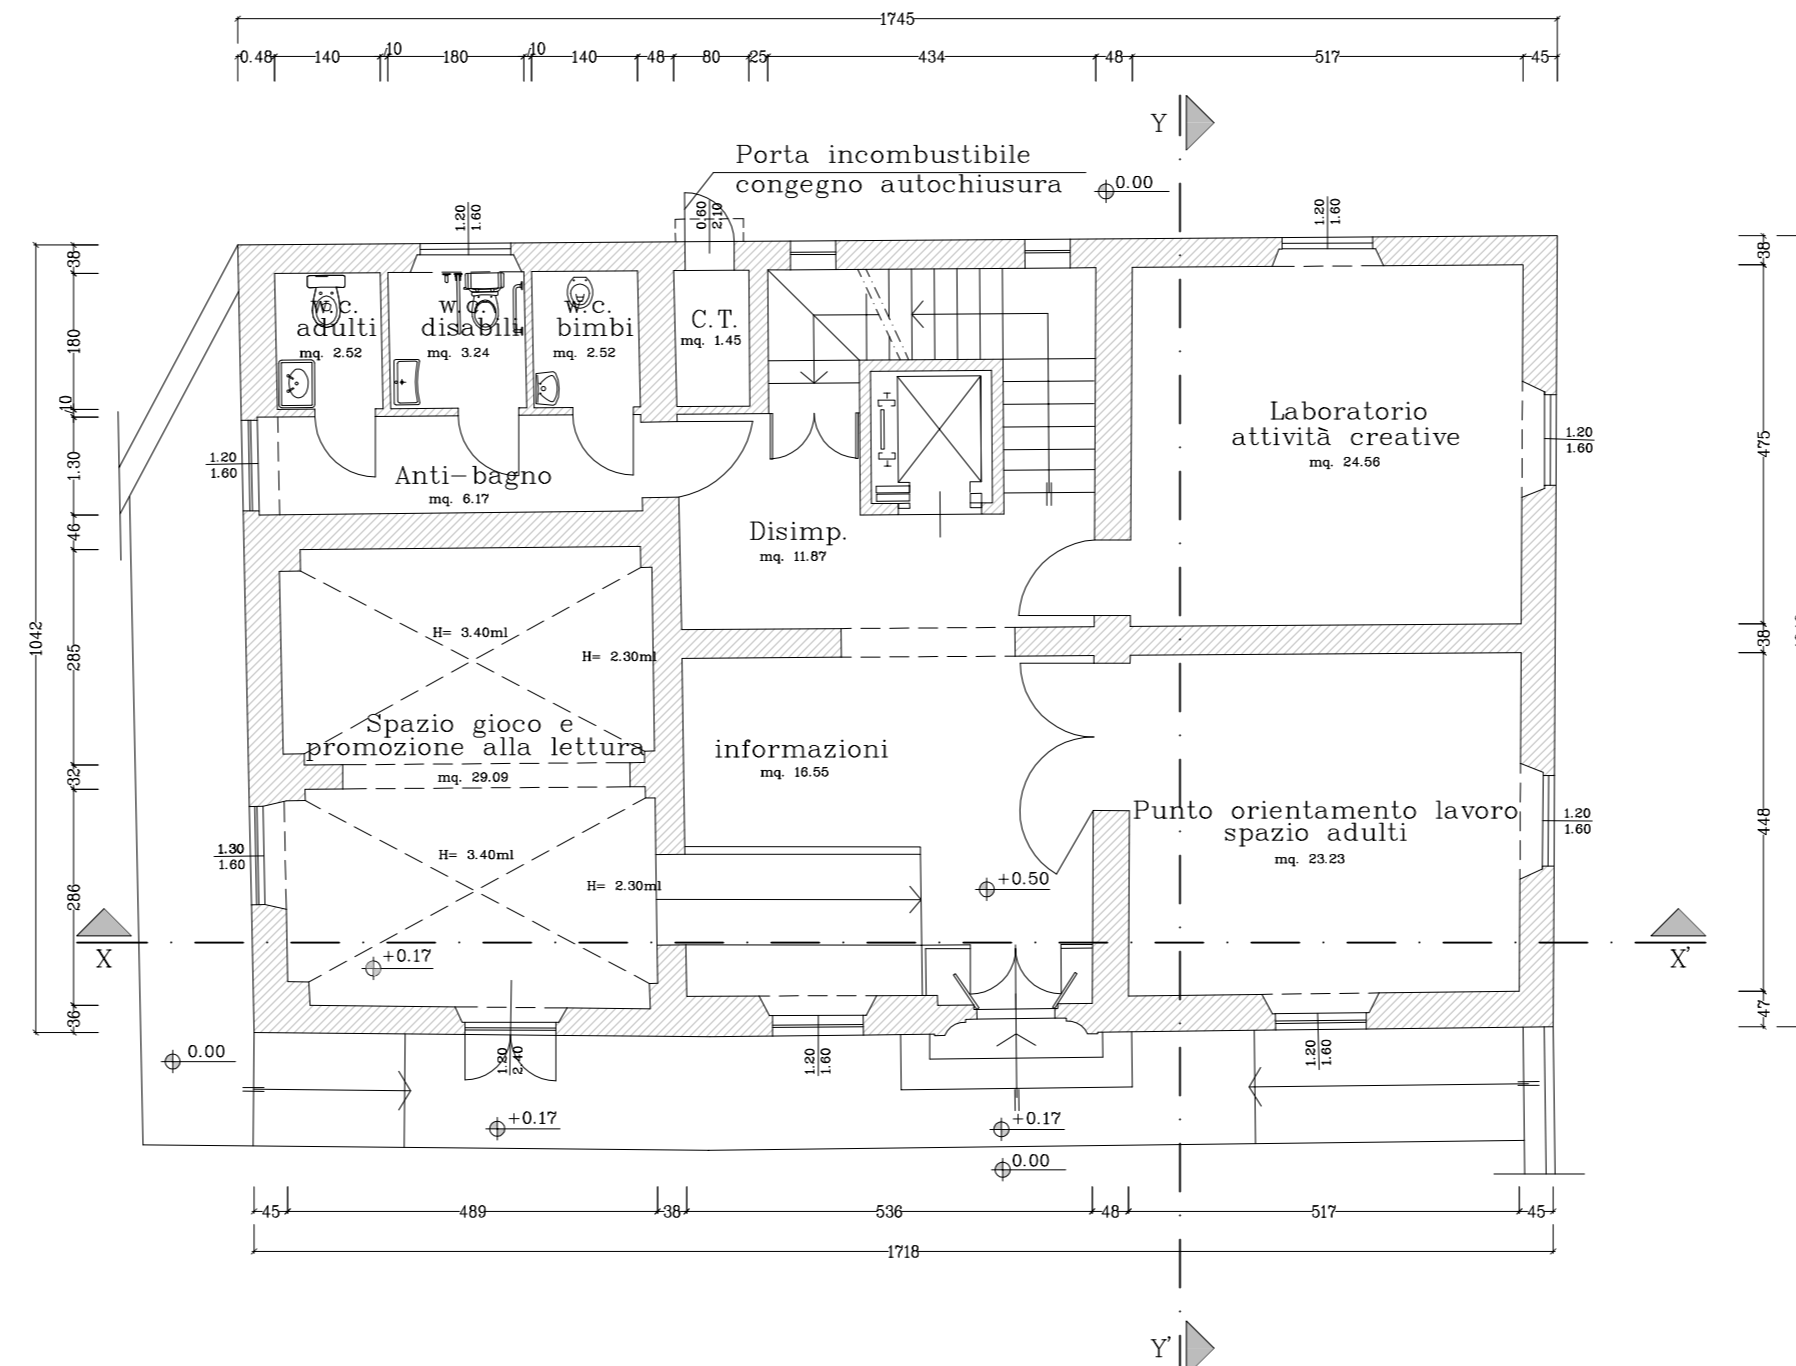 1745
0.48 140 10 180 10 140 48 80 25 434 48 517 45
Y
Porta incombustibile
congegno autochiusura
0.00
1.20
1.60
0.60
2.10
1.20
1.60
38
180
10
1.30
46
285
32
286
36
1042
w.c.
adulti
mq. 2.52
w.c.
disabili
mq. 3.24
w.c.
bimbi
mq. 2.52
C.T.
mq. 1.45
Laboratorio
attività creative
mq. 24.56
1.20
1.60
1.20
1.60
Anti-bagno
mq. 6.17
Disimp.
mq. 11.87
38
475
38
448
47
H= 3.40ml
H= 2.30ml
Spazio gioco e
promozione alla lettura
mq. 29.09
informazioni
mq. 16.55
Punto orientamento lavoro
spazio adulti
mq. 23.23
1.20
1.60
1.30
1.60
H= 3.40ml
H= 2.30ml
+0.50
X
X'
+0.17
0.00
1.20
2.40
1.20
1.60
1.20
1.60
+0.17
+0.17
0.00
45 489 38 536 48 517 45
1718
Y'